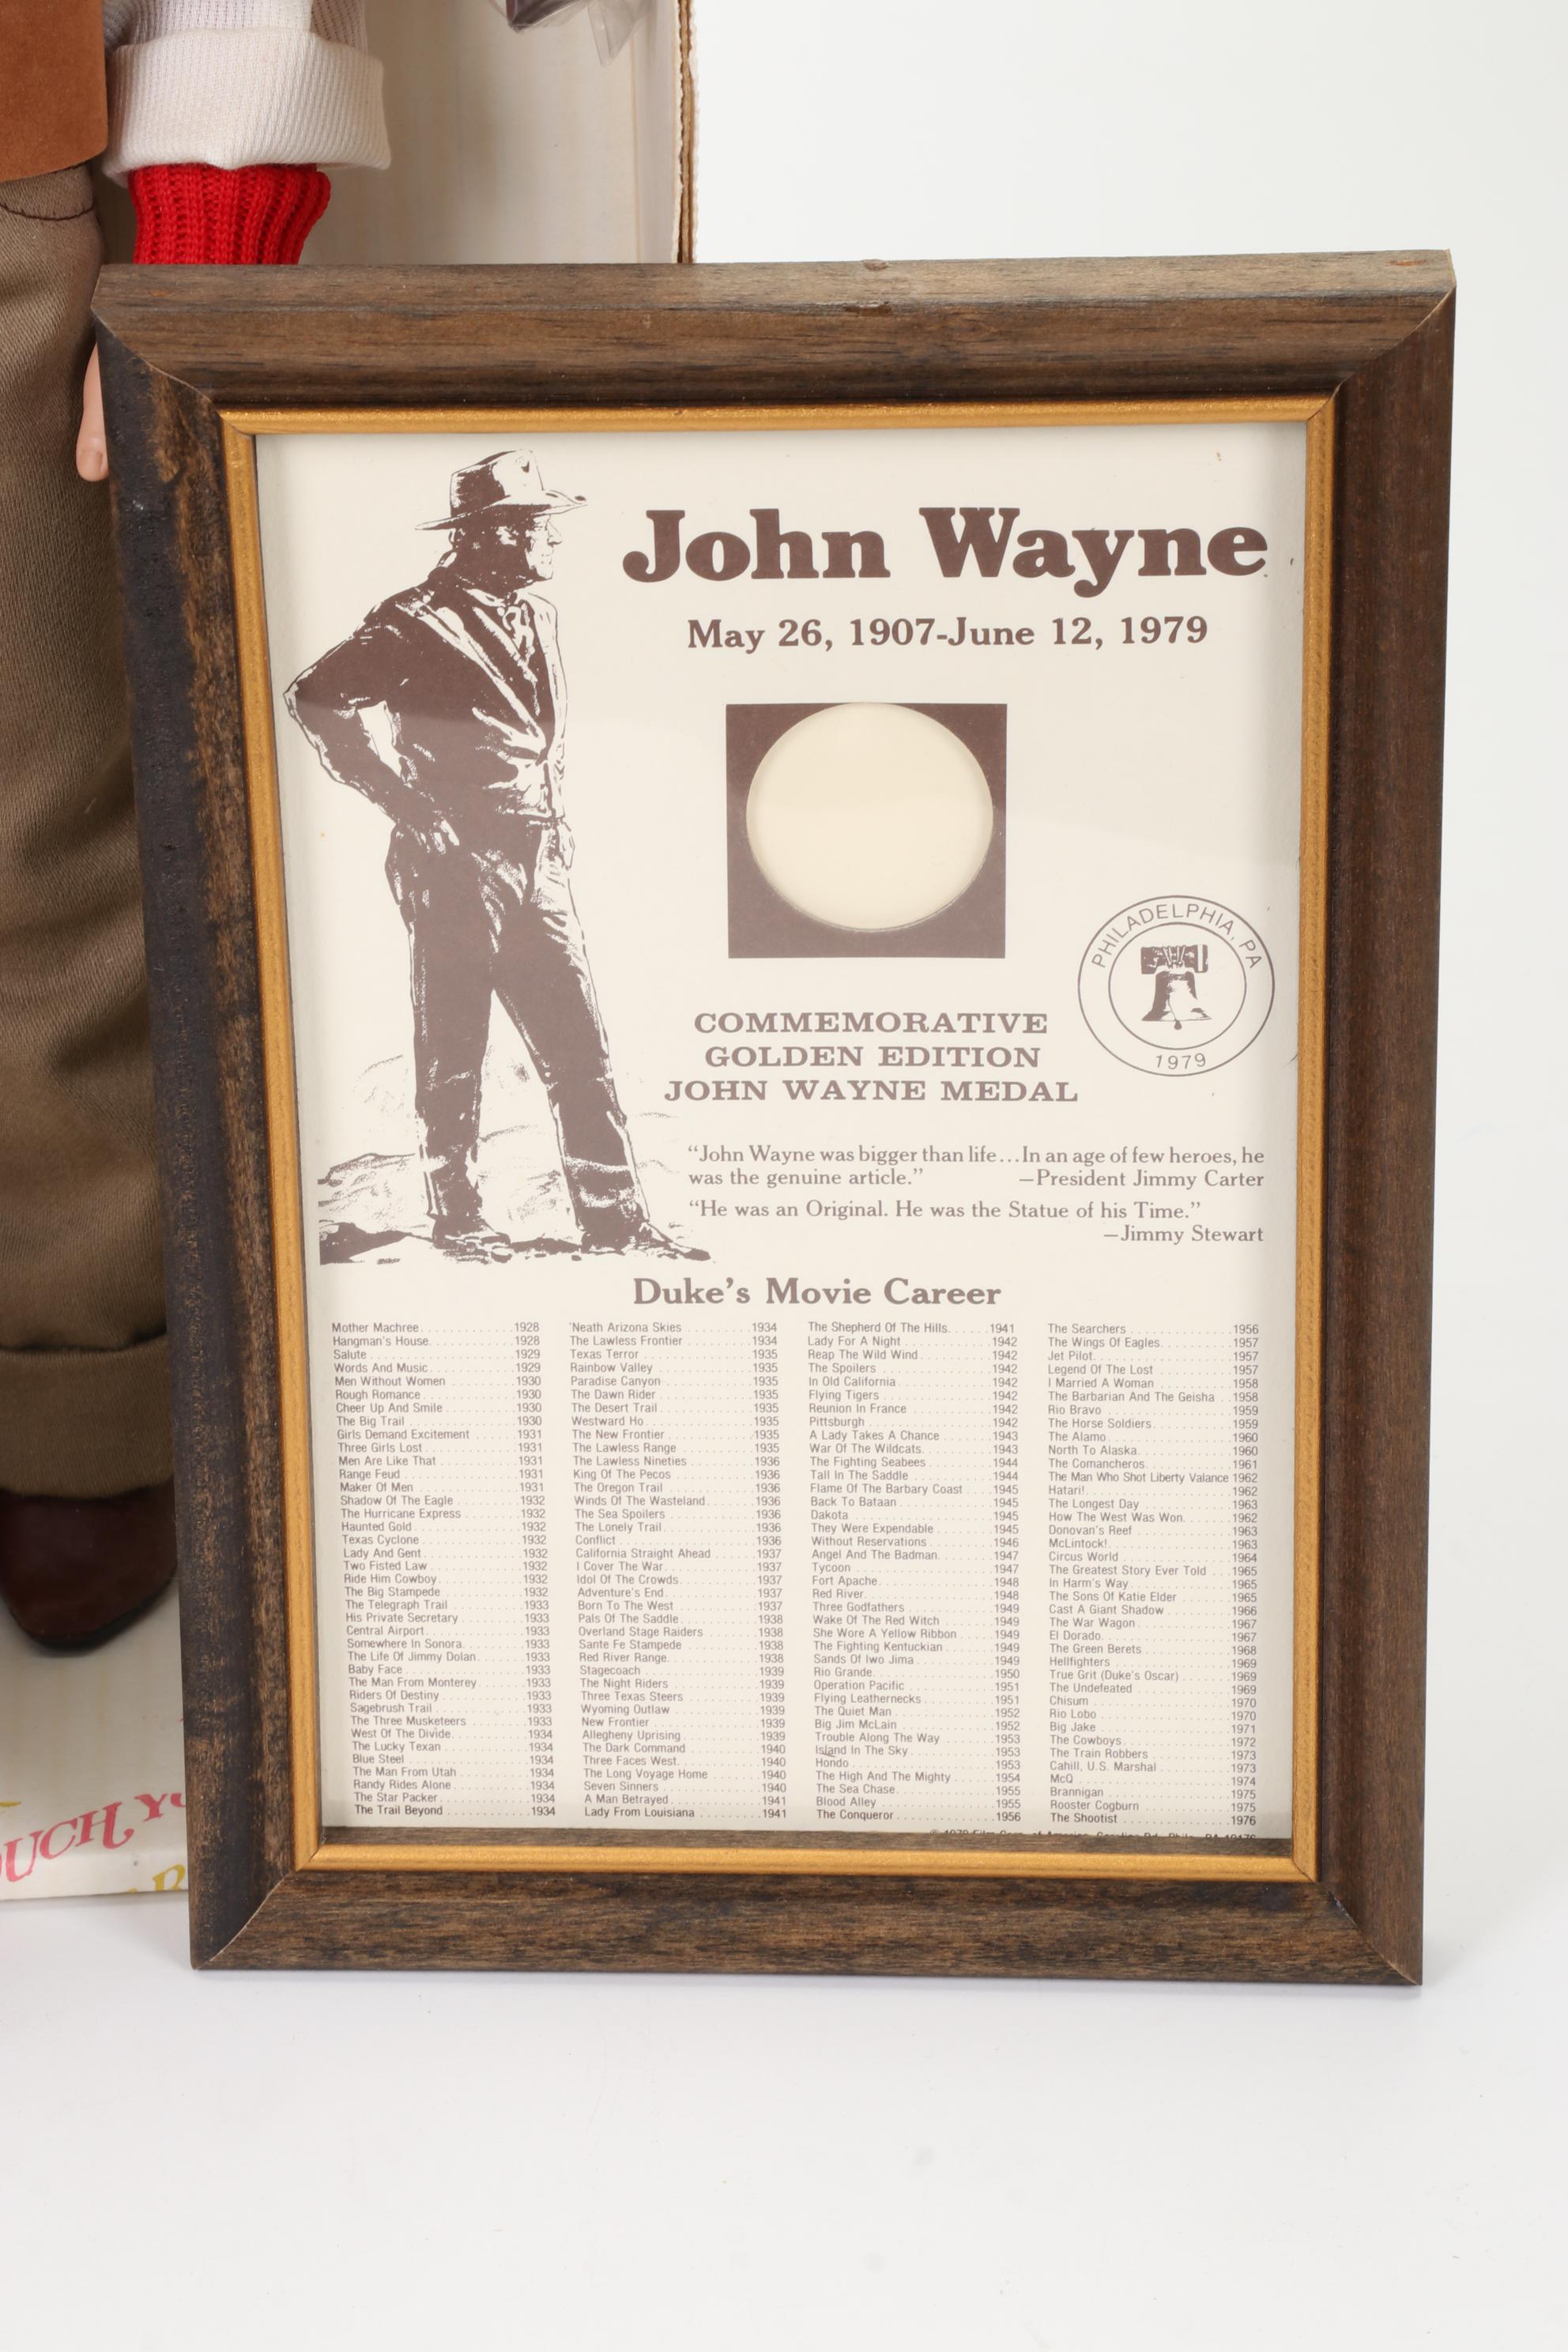 John Wayne
May 26, 1907-June 12, 1979
PHILADELPHIA, PA
1979
COMMEMORATIVE
GOLDEN EDITION
JOHN WAYNE MEDAL
“John Wayne was bigger than life...In an age of few heroes, he
was the genuine article.” —President Jimmy Carter
“He was an Original. He was the Statue of his Time.”
—Jimmy Stewart
Duke’s Movie Career
Mother Machree 1928
Hangman's House 1928
Salute 1929
Words And Music 1929
Men Without Women 1930
Rough Romance 1930
Cheer Up And Smile 1930
The Big Trail 1930
Girls Demand Excitement 1931
Three Girls Lost 1931
Men Are Like That 1931
Range Feud 1931
Maker Of Men 1931
Shadow Of The Eagle 1932
The Hurricane Express 1932
Haunted Gold 1932
Texas Cyclone 1932
Lady And Gent 1932
Two Fisted Law 1932
Ride Him Cowboy 1932
The Big Stampede 1932
The Telegraph Trail 1933
His Private Secretary 1933
Central Airport 1933
Somewhere In Sonora 1933
The Life Of Jimmy Dolan 1933
Baby Face 1933
The Man From Monterey 1933
Riders Of Destiny 1933
Sagebrush Trail 1933
The Three Musketeers 1933
West Of The Divide 1934
The Lucky Texan 1934
Blue Steel 1934
The Man From Utah 1934
Randy Rides Alone 1934
The Star Packer 1934
The Trail Beyond 1934
'Neath Arizona Skies 1934
The Lawless Frontier 1934
Texas Terror 1935
Rainbow Valley 1935
Paradise Canyon 1935
The Dawn Rider 1935
The Desert Trail 1935
Westward Ho 1935
The New Frontier 1935
The Lawless Range 1935
The Lawless Nineties 1936
King Of The Pecos 1936
The Oregon Trail 1936
Winds Of The Wasteland 1936
The Sea Spoilers 1936
The Lonely Trail 1936
Conflict 1936
California Straight Ahead 1937
I Cover The War 1937
Idol Of The Crowds 1937
Adventure's End 1937
Born To The West 1937
Pals Of The Saddle 1938
Overland Stage Raiders 1938
Sante Fe Stampede 1938
Red River Range 1938
Stagecoach 1939
The Night Riders 1939
Three Texas Steers 1939
Wyoming Outlaw 1939
New Frontier 1939
Allegheny Uprising 1939
The Dark Command 1940
Three Faces West 1940
The Long Voyage Home 1940
Seven Sinners 1940
A Man Betrayed 1941
Lady From Louisiana 1941
The Shepherd Of The Hills 1941
Lady For A Night 1942
Reap The Wild Wind 1942
The Spoilers 1942
In Old California 1942
Flying Tigers 1942
Reunion In France 1942
Pittsburgh 1942
A Lady Takes A Chance 1943
War Of The Wildcats 1943
The Fighting Seabees 1944
Tall In The Saddle 1944
Flame Of The Barbary Coast 1945
Back To Bataan 1945
Dakota 1945
They Were Expendable 1945
Without Reservations 1946
Angel And The Badman 1947
Tycoon 1947
Fort Apache 1948
Red River 1948
Three Godfathers 1949
Wake Of The Red Witch 1949
She Wore A Yellow Ribbon 1949
The Fighting Kentuckian 1949
Sands Of Iwo Jima 1949
Rio Grande 1950
Operation Pacific 1951
Flying Leathernecks 1951
The Quiet Man 1952
Big Jim McLain 1952
Trouble Along The Way 1953
Island In The Sky 1953
Hondo 1953
The High And The Mighty 1954
The Sea Chase 1955
Blood Alley 1955
The Conqueror 1956
The Searchers 1956
The Wings Of Eagles 1957
Jet Pilot 1957
Legend Of The Lost 1957
I Married A Woman 1958
The Barbarian And The Geisha 1958
Rio Bravo 1959
The Horse Soldiers 1959
The Alamo 1960
North To Alaska 1960
The Comancheros 1961
The Man Who Shot Liberty Valance 1962
Hatari! 1962
The Longest Day 1963
How The West Was Won 1962
Donovan's Reef 1963
McLintock! 1963
Circus World 1964
The Greatest Story Ever Told 1965
In Harm's Way 1965
The Sons Of Katie Elder 1965
Cast A Giant Shadow 1966
The War Wagon 1967
El Dorado 1967
The Green Berets 1968
Hellfighters 1969
True Grit (Duke's Oscar) 1969
The Undefeated 1969
Chisum 1970
Rio Lobo 1970
Big Jake 1971
The Cowboys 1972
The Train Robbers 1973
Cahill, U.S. Marshal 1973
McQ 1974
Brannigan 1975
Rooster Cogburn 1975
The Shootist 1976